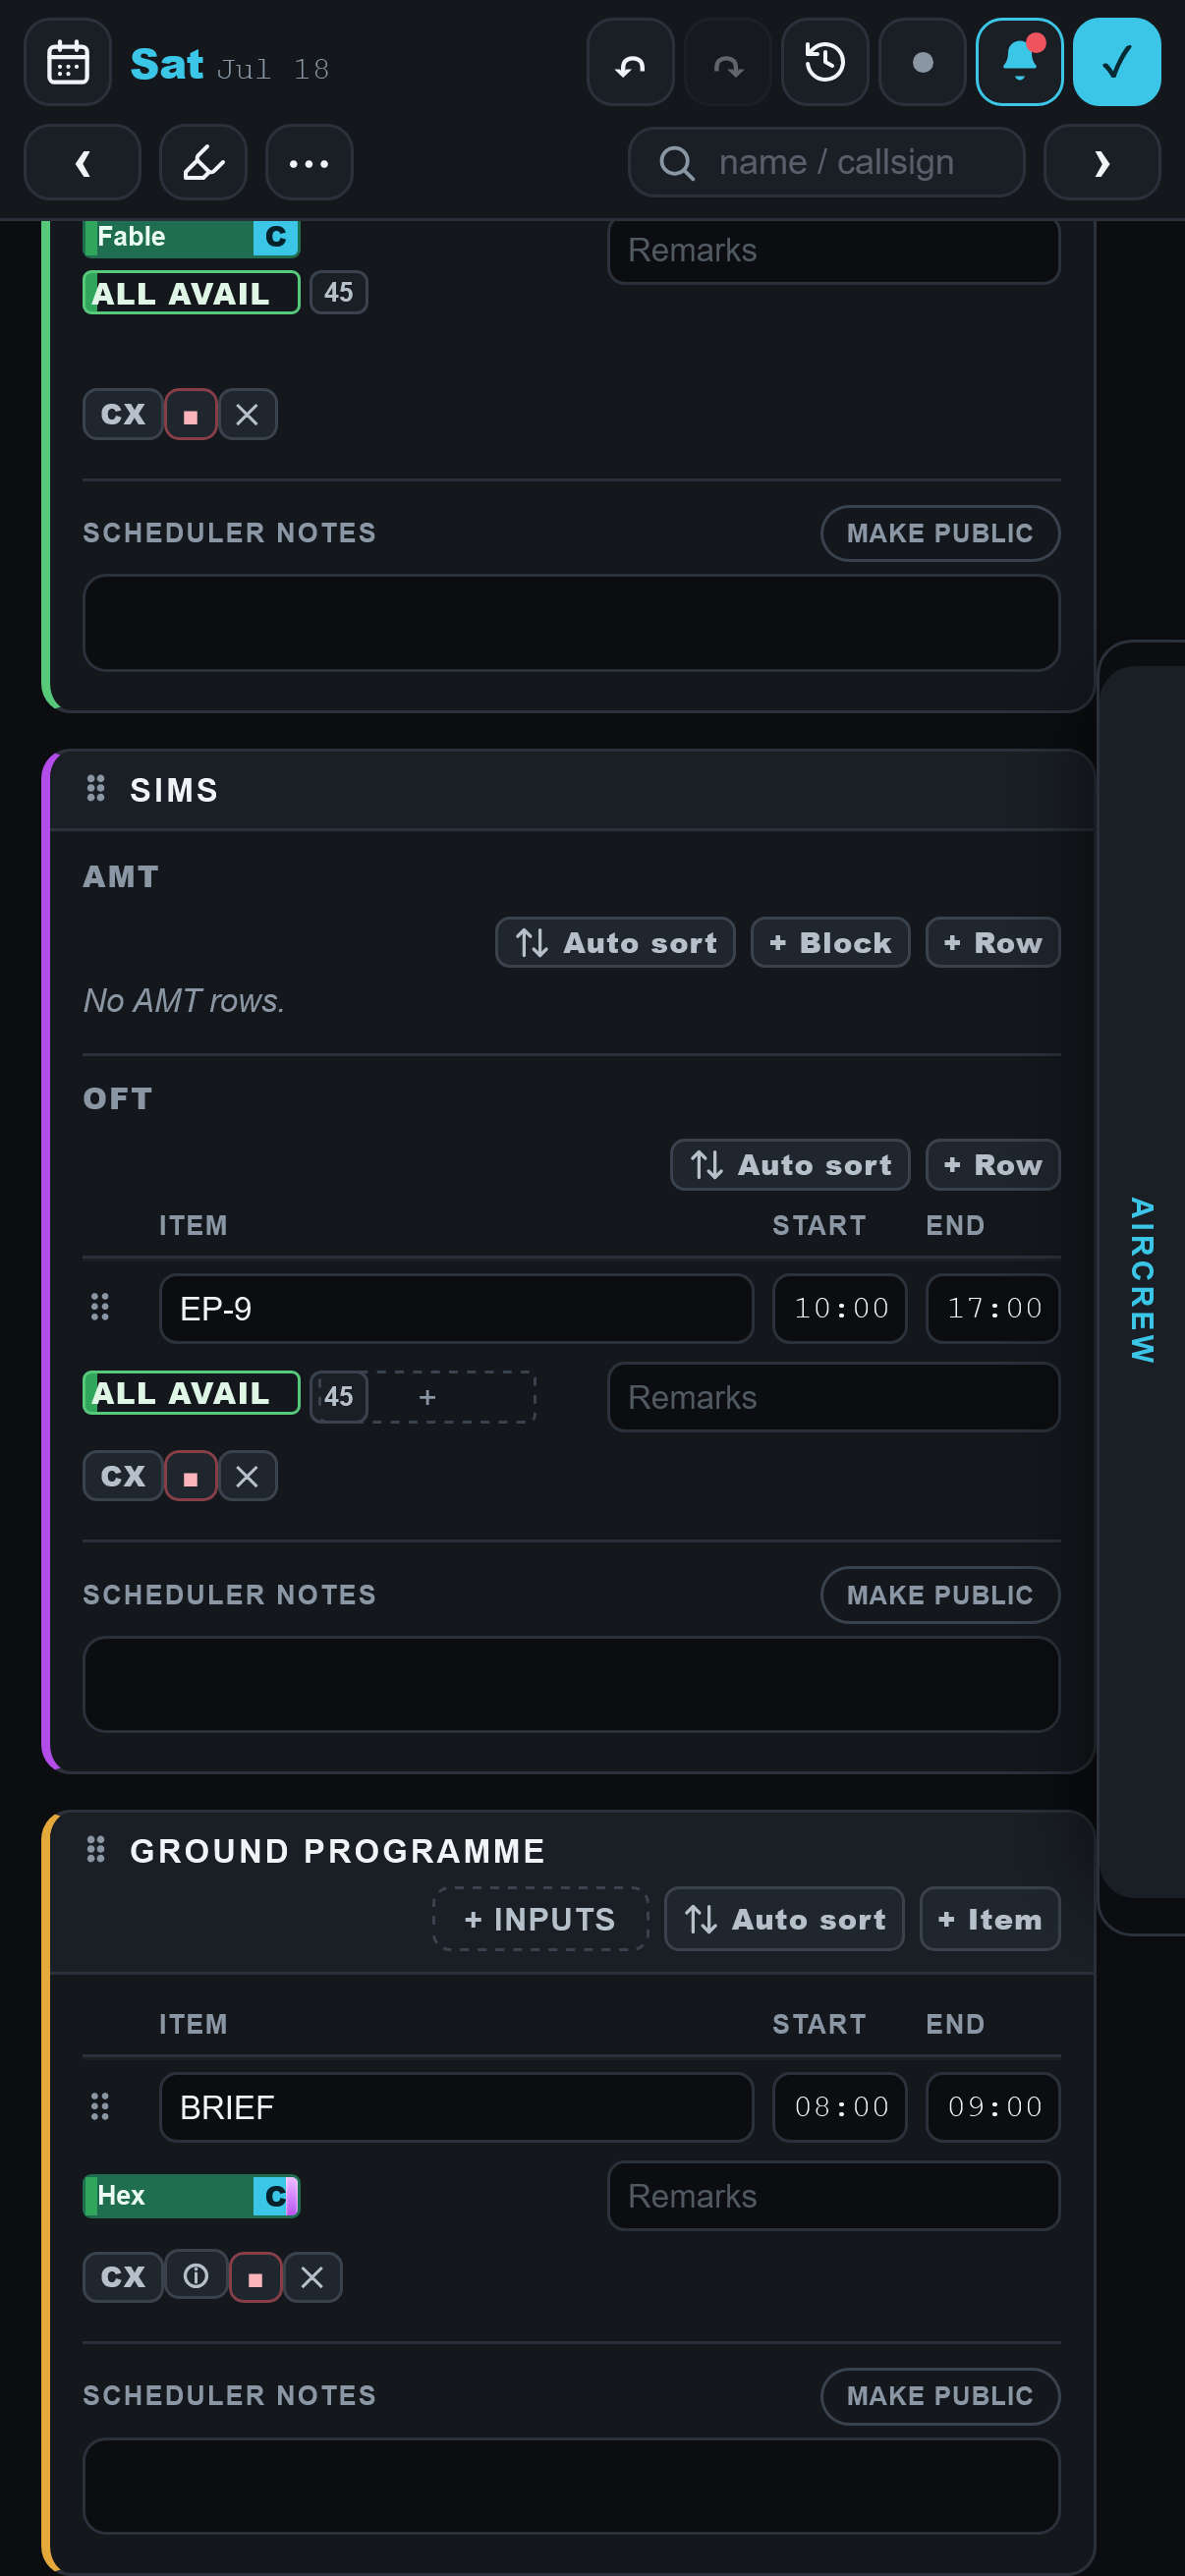 Sat Jul 18
name / callsign
Fable C
Remarks
ALL AVAIL 45
CX
SCHEDULER NOTES MAKE PUBLIC
SIMS
AMT
Auto sort + Block + Row
No AMT rows.
OFT
Auto sort + Row
ITEM START END
EP-9 10:00 17:00
ALL AVAIL 45 + Remarks
CX
SCHEDULER NOTES MAKE PUBLIC
AIRCREW
GROUND PROGRAMME
+ INPUTS Auto sort + Item
ITEM START END
BRIEF 08:00 09:00
Hex C Remarks
CX
SCHEDULER NOTES MAKE PUBLIC